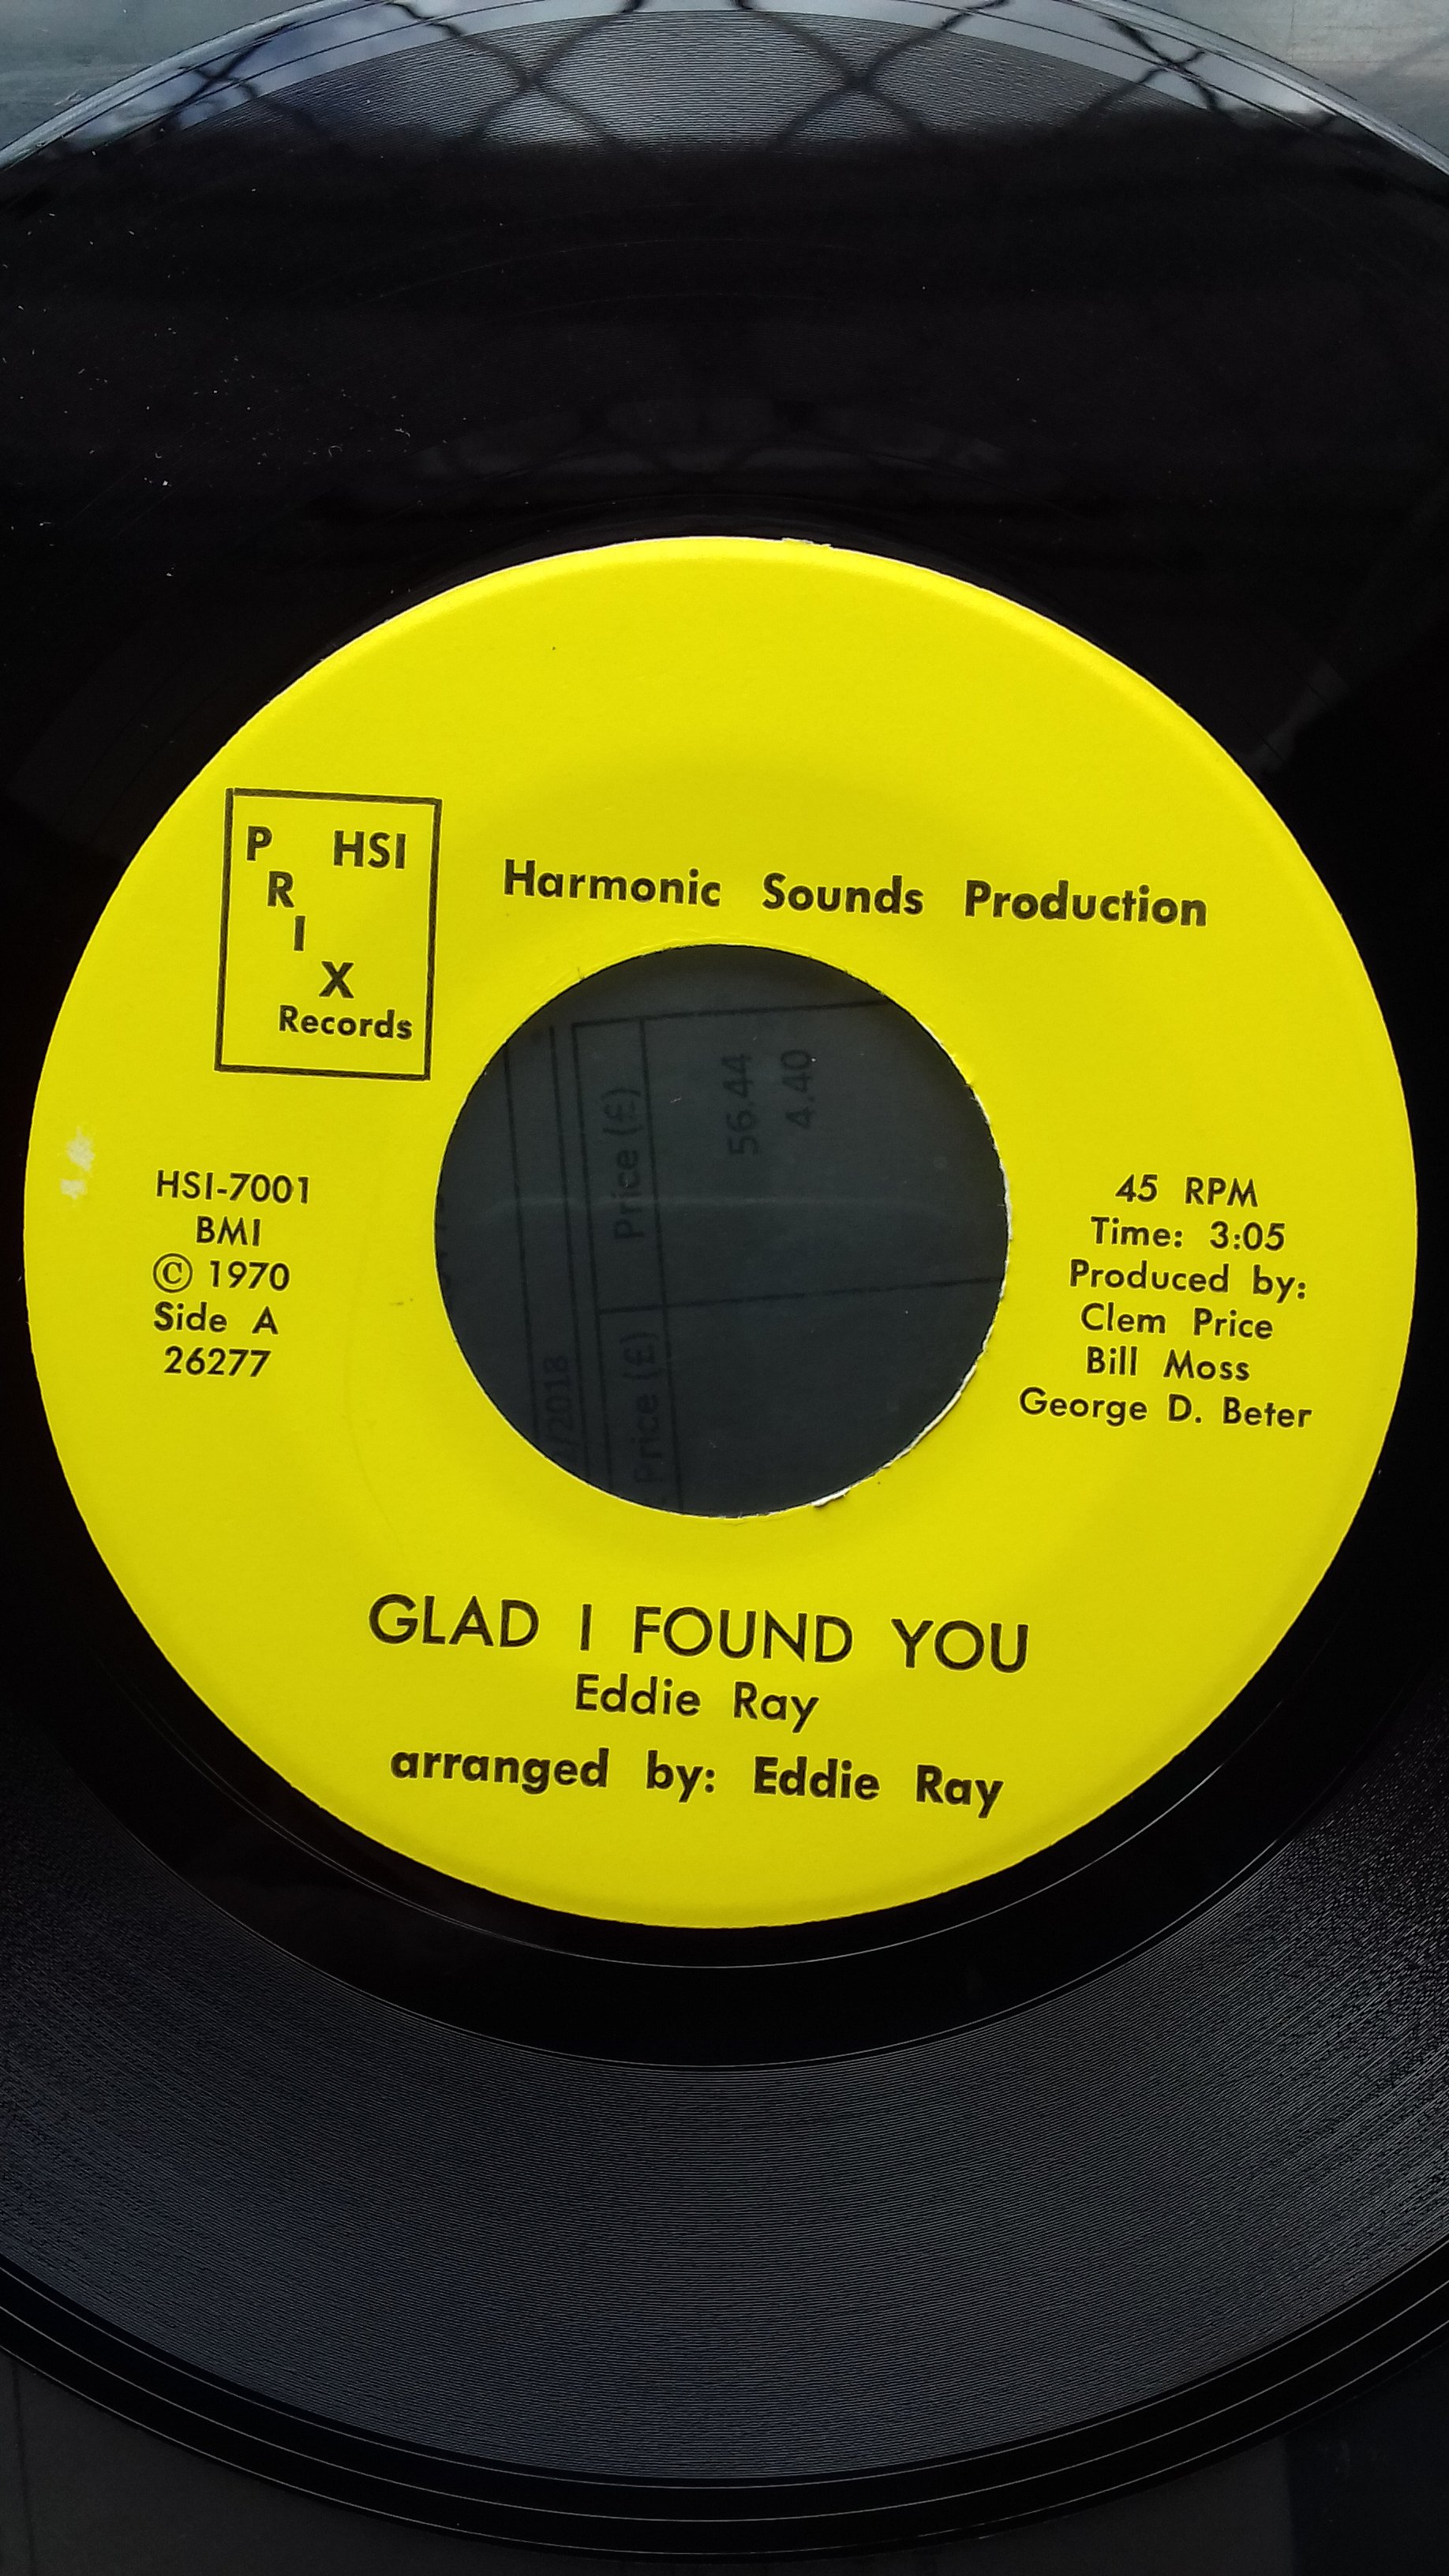 P HSI
R
I
X
Records
Harmonic Sounds Production
HSI-7001
BMI
© 1970
Side A
26277
45 RPM
Time: 3:05
Produced by:
Clem Price
Bill Moss
George D. Beter
Price (£)
56.44
4.40
/2018
Price (£)
GLAD I FOUND YOU
Eddie Ray
arranged by: Eddie Ray